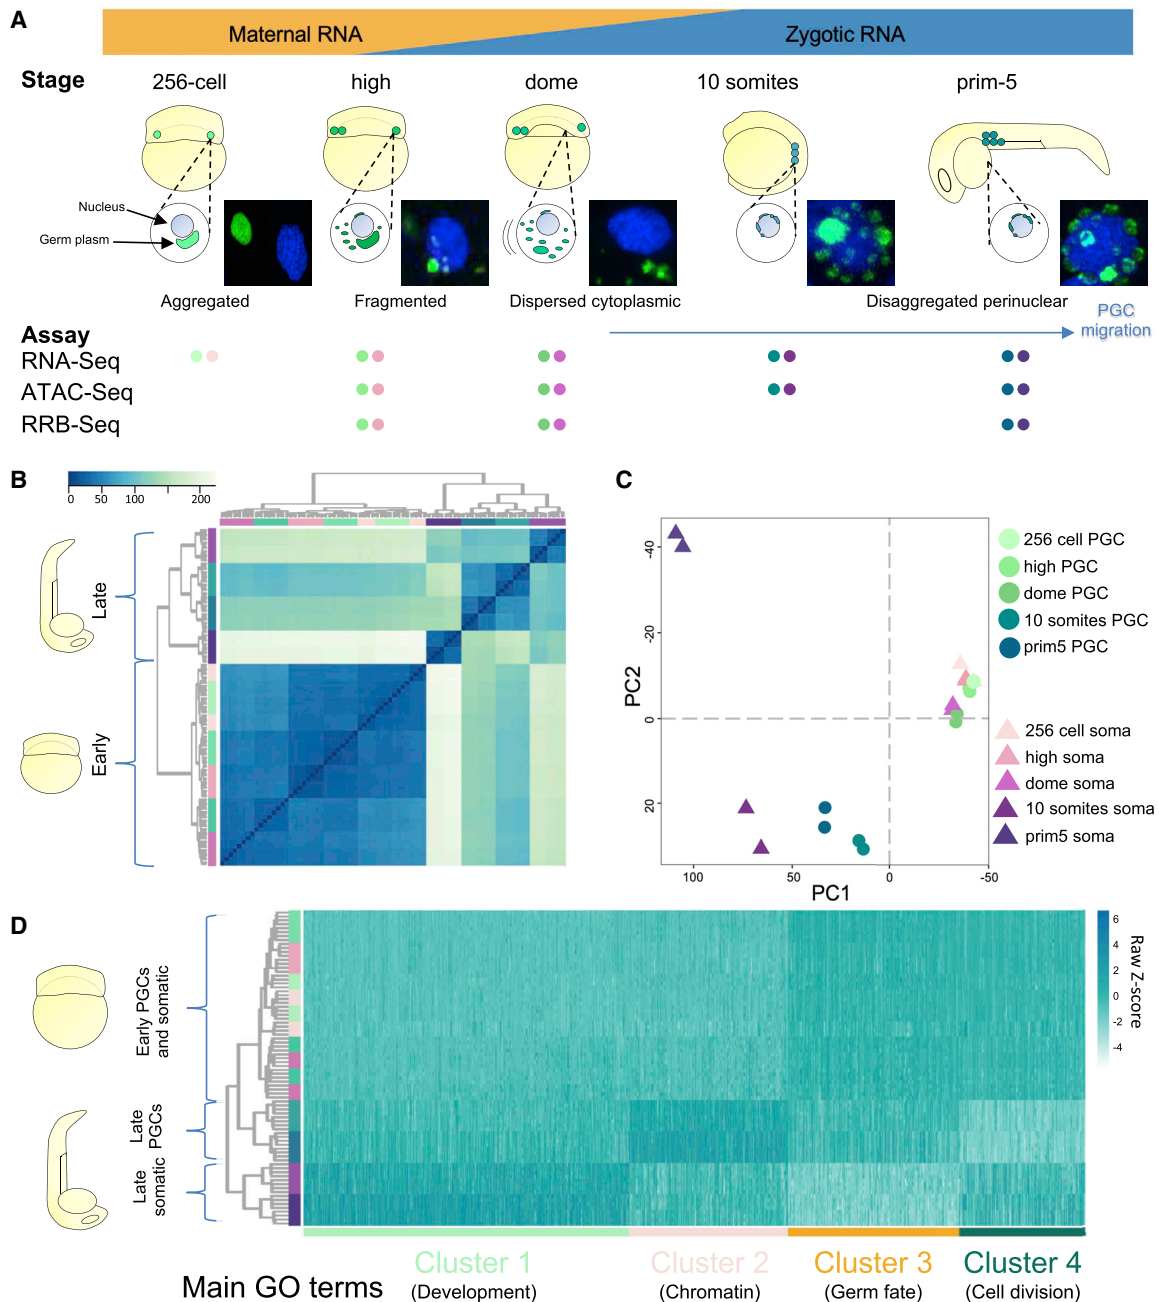 A
Maternal RNA
Zygotic RNA
Stage
256-cell
high
dome
10 somites
prim-5
Nucleus
Germ plasm
Aggregated
Fragmented
Dispersed cytoplasmic
Disaggregated perinuclear
PGC
migration
Assay
RNA-Seq
ATAC-Seq
RRB-Seq
B
0 50 100 200
Late
Early
C
-40
-20
0
20
PC2
100 50 0 -50
PC1
256 cell PGC
high PGC
dome PGC
10 somites PGC
prim5 PGC
256 cell soma
high soma
dome soma
10 somites soma
prim5 soma
D
Early PGCs
and somatic
Late
PGCs
Late
somatic
6
4
2
0
-2
-4
Raw Z-score
Main GO terms
Cluster 1
(Development)
Cluster 2
(Chromatin)
Cluster 3
(Germ fate)
Cluster 4
(Cell division)